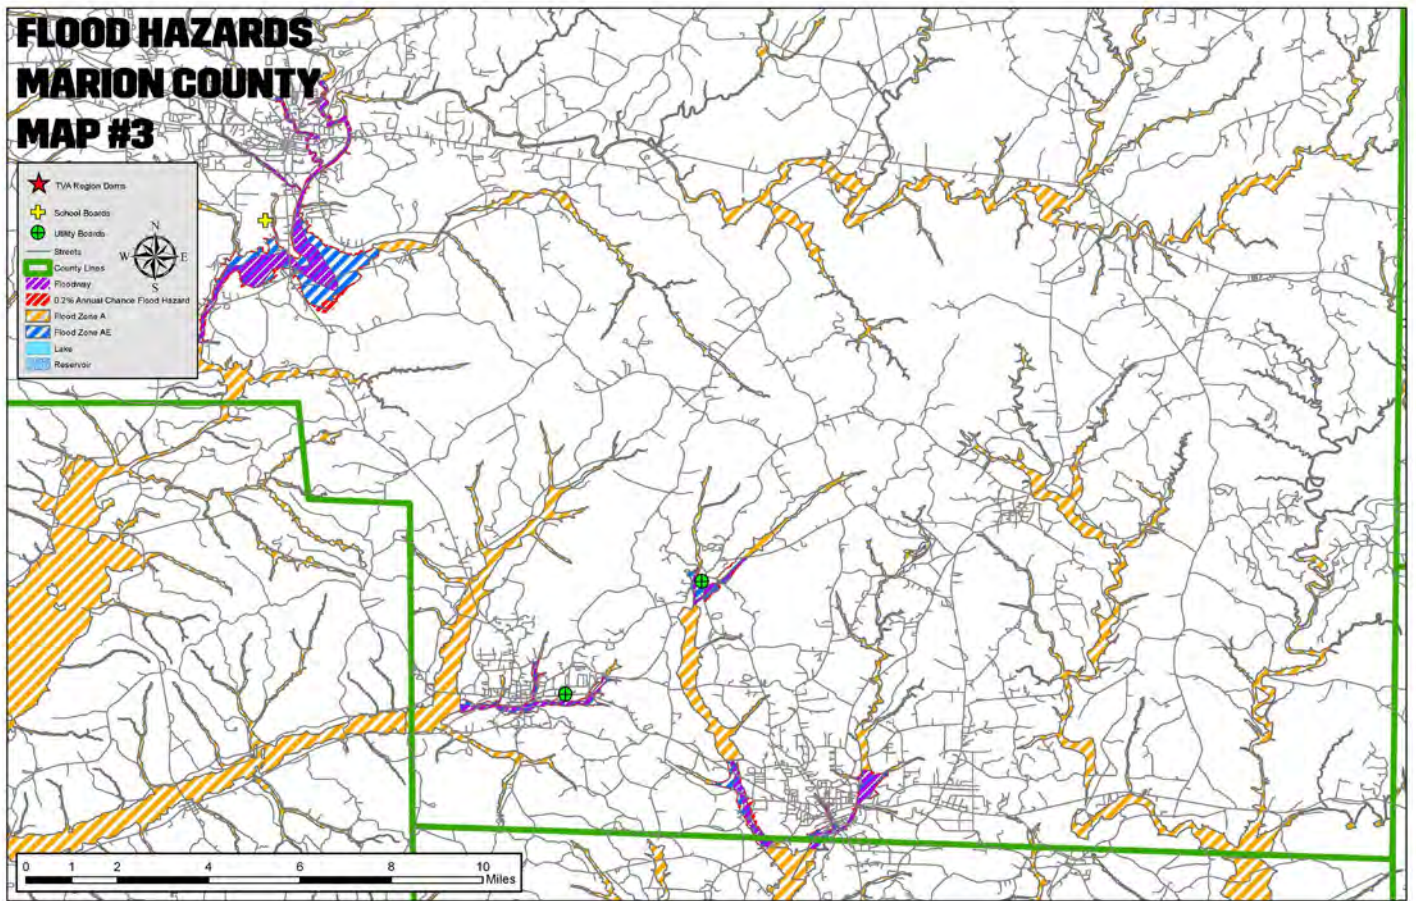 FLOOD HAZARDS
MARION COUNTY
MAP #3
TVA Region Dams
School Boards
Utility Boards
Streets
County Lines
Floodway
0.2% Annual Chance Flood Hazard
Flood Zone A
Flood Zone AE
Lake
Reservoir
N
W E
S
0 1 2 4 6 8 10
Miles